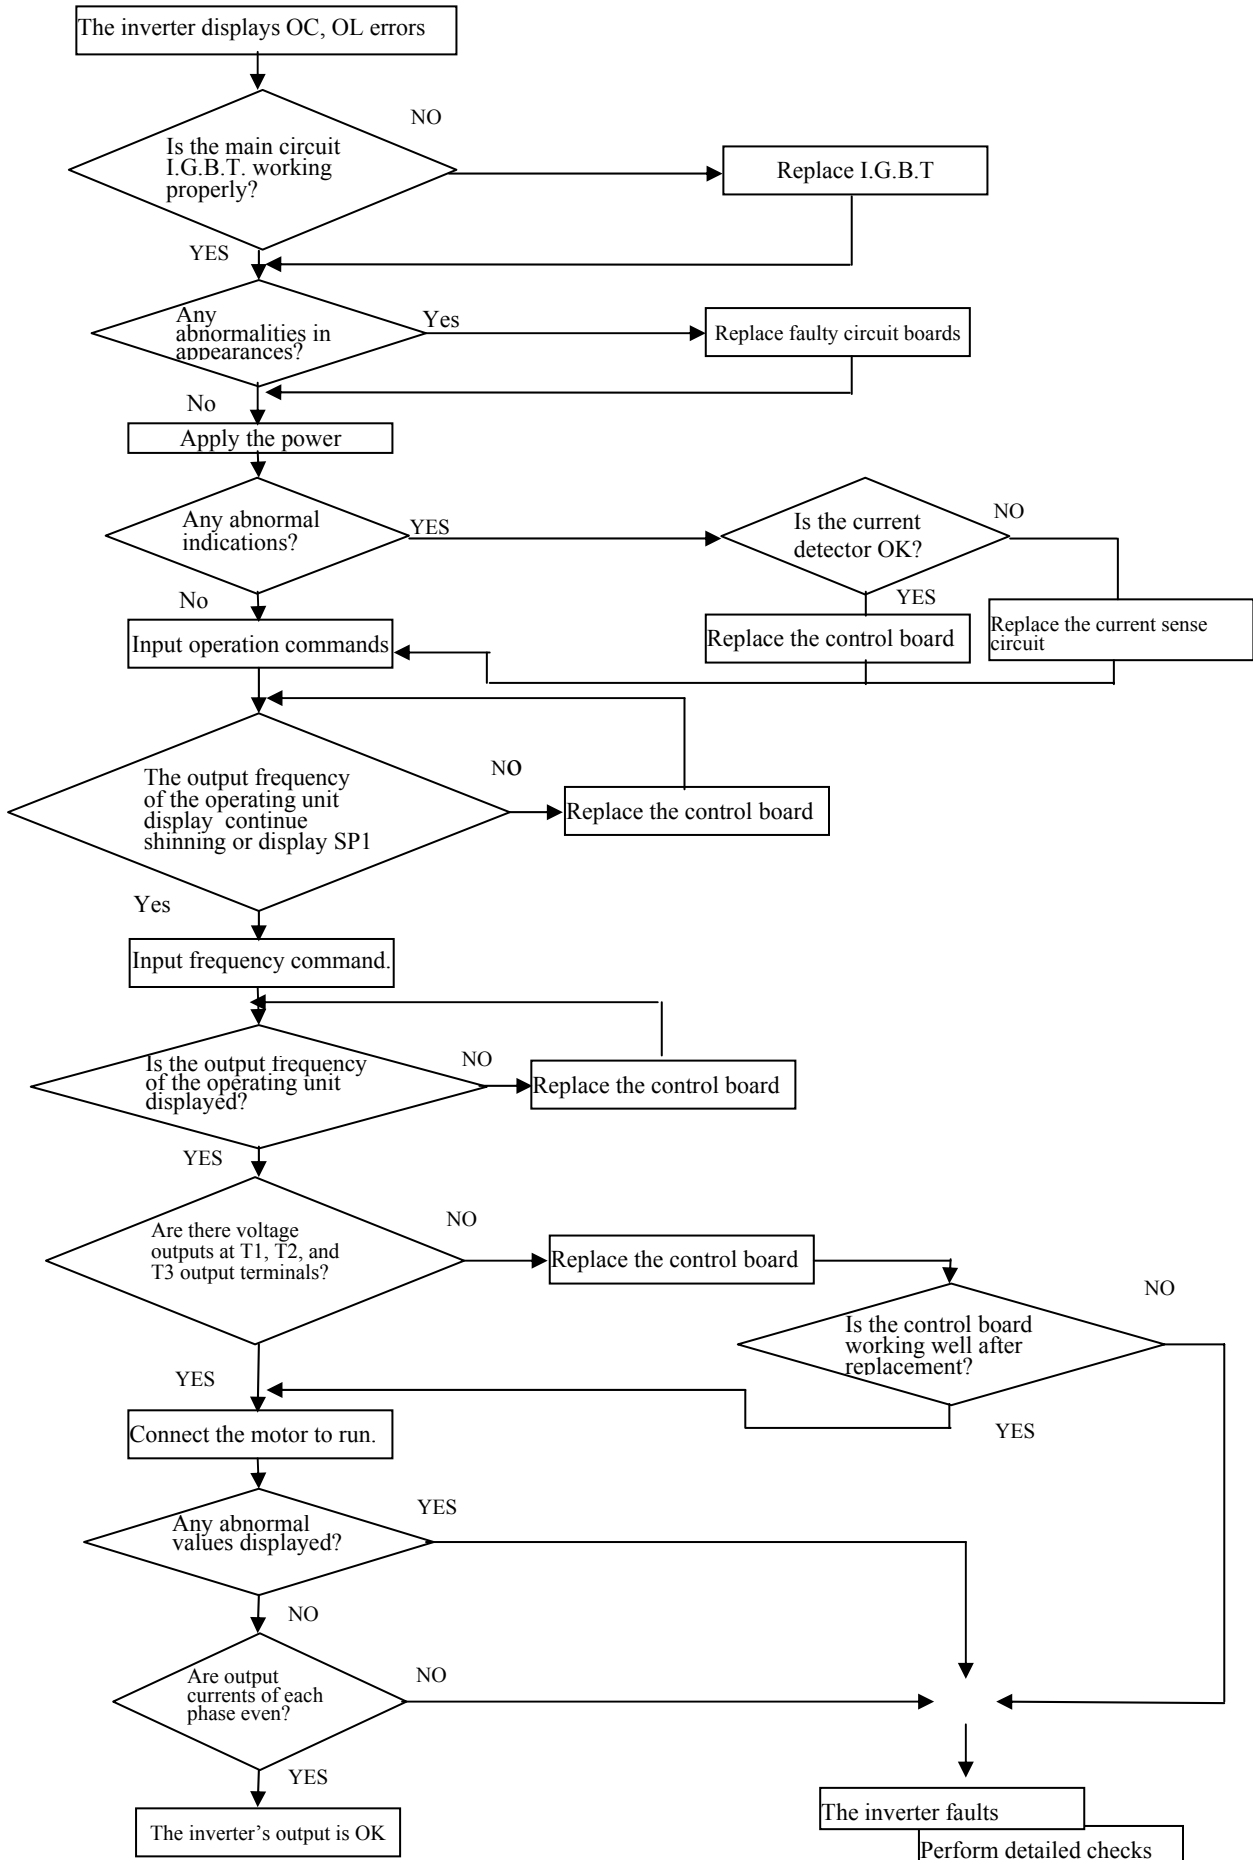 The inverter displays OC, OL errors
NO
Is the main circuit
I.G.B.T. working
properly?
Replace I.G.B.T
YES
Any
abnormalities in
appearances?
Yes
Replace faulty circuit boards
No
Apply the power
Any abnormal
indications?
YES
Is the current
detector OK?
NO
No
YES
Input operation commands
Replace the control board
Replace the current sense
circuit
The output frequency
of the operating unit
display continue
shinning or display SP1
NO
Replace the control board
Yes
Input frequency command.
Is the output frequency
of the operating unit
displayed?
NO
Replace the control board
YES
Are there voltage
outputs at T1, T2, and
T3 output terminals?
NO
Replace the control board
Is the control board
working well after
replacement?
NO
YES
YES
Connect the motor to run.
Any abnormal
values displayed?
YES
NO
Are output
currents of each
phase even?
NO
YES
The inverter’s output is OK
The inverter faults
Perform detailed checks